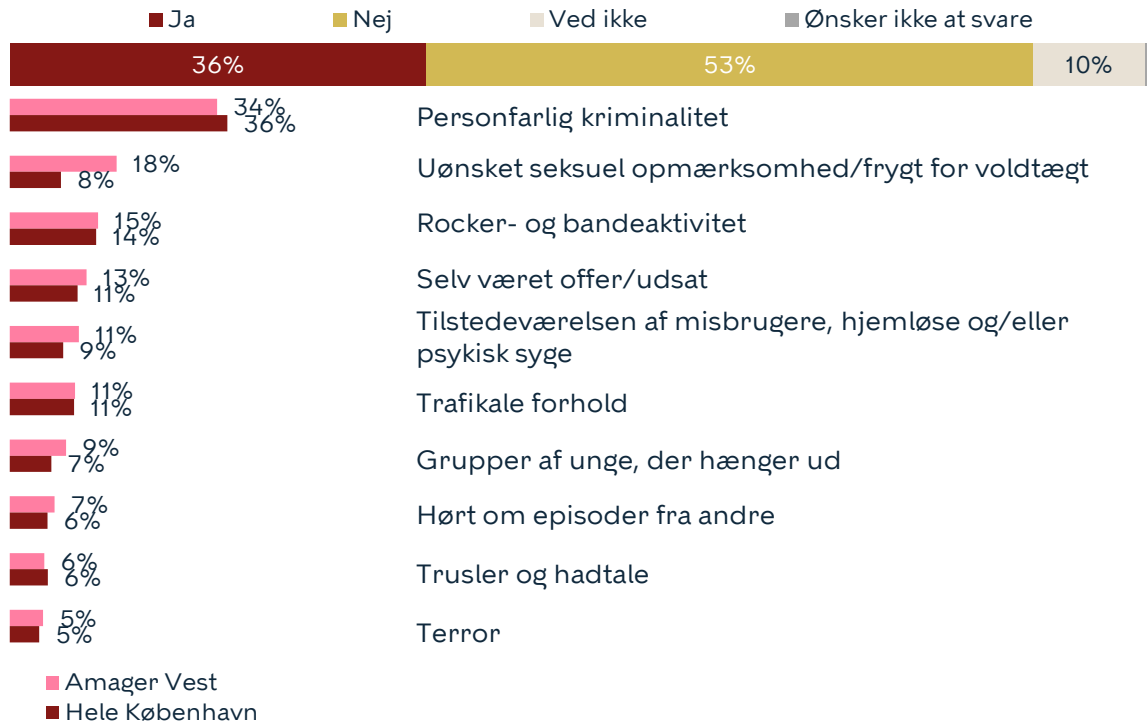 Ja Nej Ved ikke Ønsker ikke at svare
36% 53% 10%
34%
36% Personfarlig kriminalitet
18%
8% Uønsket seksuel opmærksomhed/frygt for voldtægt
15%
14% Rocker- og bandeaktivitet
13%
11% Selv været offer/udsat
11%
9%
Tilstedeværelsen af misbrugere, hjemløse og/eller
psykisk syge
11%
11% Trafikale forhold
9%
7% Grupper af unge, der hænger ud
7%
6% Hørt om episoder fra andre
6%
6% Trusler og hadtale
5%
5% Terror
Amager Vest
Hele København